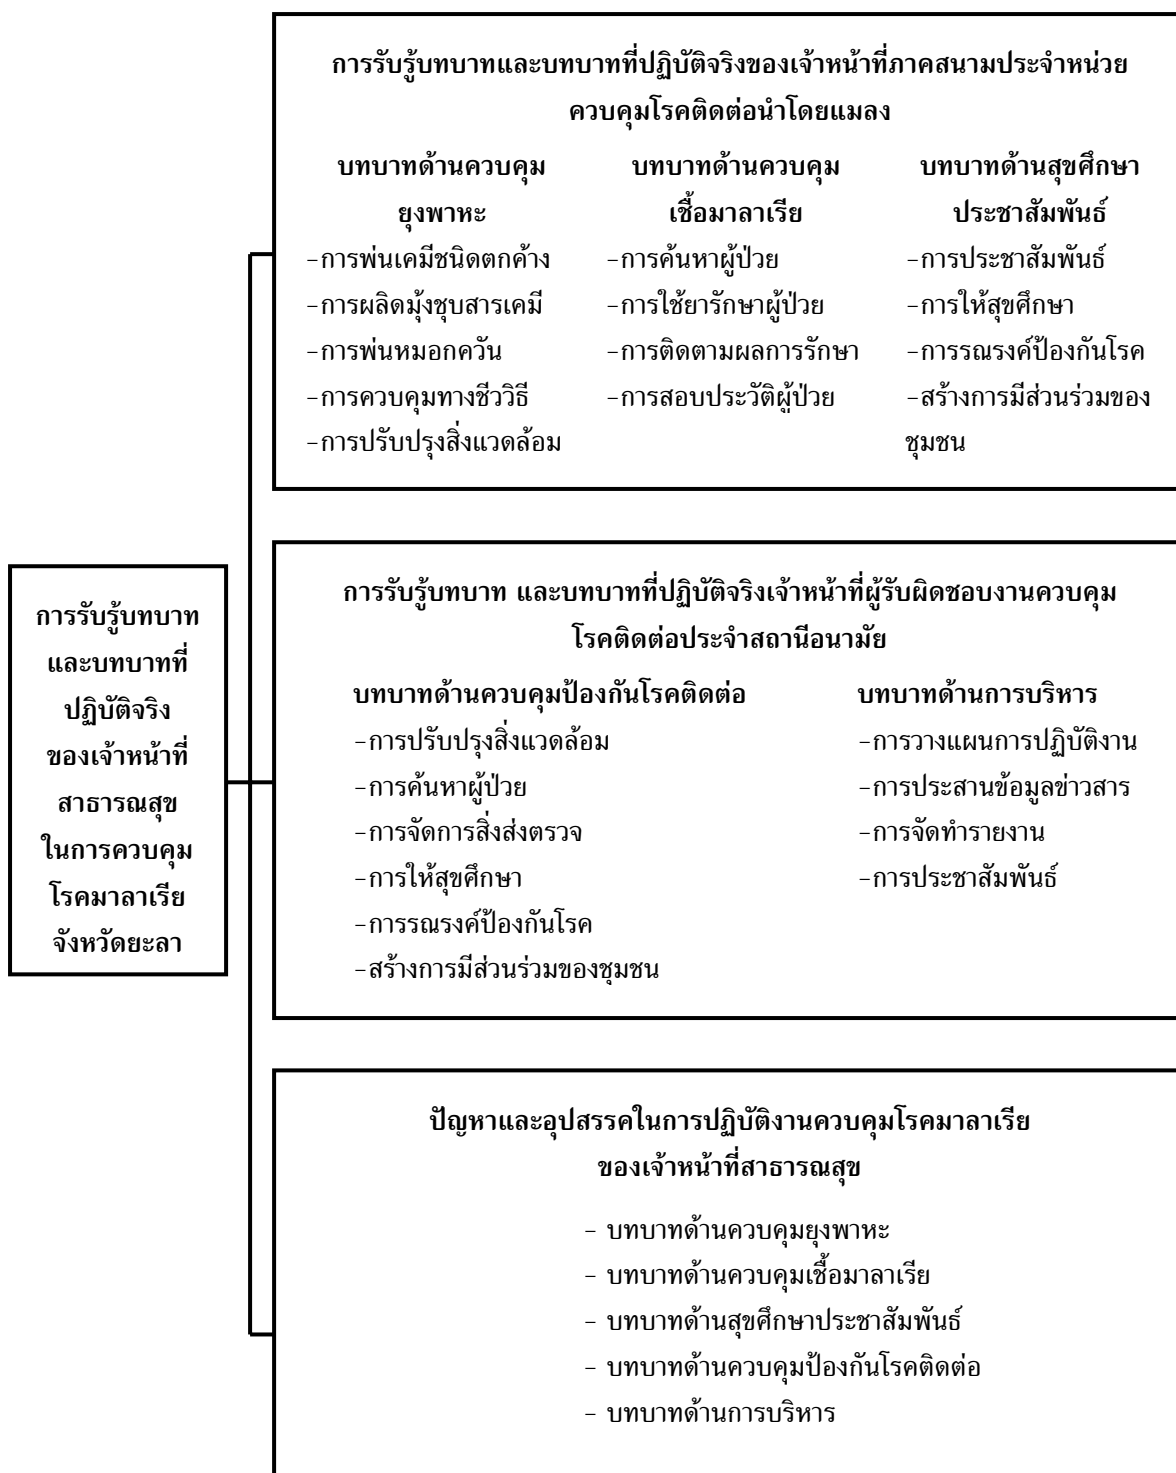 การรับรู้บทบาทและบทบาทที่ปฏิบัติจริงของเจ้าหน้าที่ภาคสนามประจำหน่วย
ควบคุมโรคติดต่อนำโดยแมลง
บทบาทด้านควบคุม
ยุงพาหะ
-การพ่นเคมีชนิดตกค้าง
-การผลิตมุ้งชุบสารเคมี
-การพ่นหมอกควัน
-การควบคุมทางชีววิธี
-การปรับปรุงสิ่งแวดล้อม
บทบาทด้านควบคุม
เชื้อมาลาเรีย
-การค้นหาผู้ป่วย
-การใช้ยารักษาผู้ป่วย
-การติดตามผลการรักษา
-การสอบประวัติผู้ป่วย
บทบาทด้านสุขศึกษา
ประชาสัมพันธ์
-การประชาสัมพันธ์
-การให้สุขศึกษา
-การรณรงค์ป้องกันโรค
-สร้างการมีส่วนร่วมของ
ชุมชน
การรับรู้บทบาท
และบทบาทที่
ปฏิบัติจริง
ของเจ้าหน้าที่
สาธารณสุข
ในการควบคุม
โรคมาลาเรีย
จังหวัดยะลา
การรับรู้บทบาท และบทบาทที่ปฏิบัติจริงเจ้าหน้าที่ผู้รับผิดชอบงานควบคุม
โรคติดต่อประจำสถานีอนามัย
บทบาทด้านควบคุมป้องกันโรคติดต่อ
-การปรับปรุงสิ่งแวดล้อม
-การค้นหาผู้ป่วย
-การจัดการสิ่งส่งตรวจ
-การให้สุขศึกษา
-การรณรงค์ป้องกันโรค
-สร้างการมีส่วนร่วมของชุมชน
บทบาทด้านการบริหาร
-การวางแผนการปฏิบัติงาน
-การประสานข้อมูลข่าวสาร
-การจัดทำรายงาน
-การประชาสัมพันธ์
ปัญหาและอุปสรรคในการปฏิบัติงานควบคุมโรคมาลาเรีย
ของเจ้าหน้าที่สาธารณสุข
- บทบาทด้านควบคุมยุงพาหะ
- บทบาทด้านควบคุมเชื้อมาลาเรีย
- บทบาทด้านสุขศึกษาประชาสัมพันธ์
- บทบาทด้านควบคุมป้องกันโรคติดต่อ
- บทบาทด้านการบริหาร